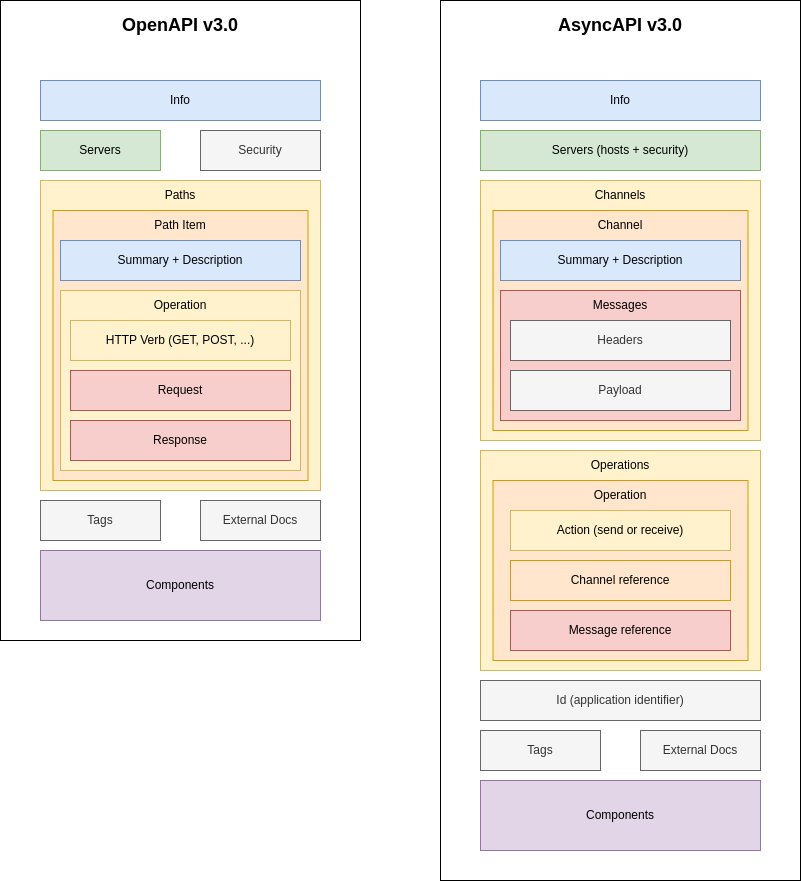 OpenAPI v3.0
Info
Servers
Security
Paths
Path Item
Summary + Description
Operation
HTTP Verb (GET, POST, ...)
Request
Response
Tags
External Docs
Components
AsyncAPI v3.0
Info
Servers (hosts + security)
Channels
Channel
Summary + Description
Messages
Headers
Payload
Operations
Operation
Action (send or receive)
Channel reference
Message reference
Id (application identifier)
Tags
External Docs
Components